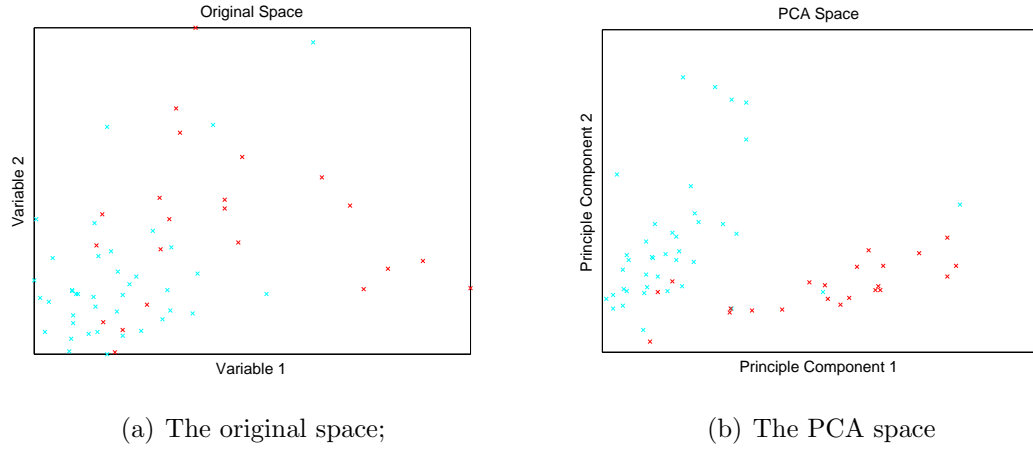 Original Space
Variable 2
Variable 1
(a) The original space;
PCA Space
Principle Component 2
Principle Component 1
(b) The PCA space